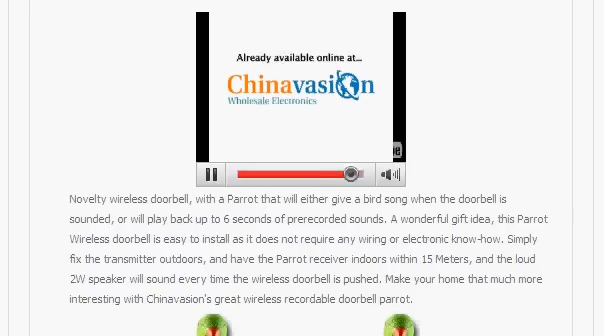 Already available online at...
Chinavasion
Wholesale Electronics
Novelty wireless doorbell, with a Parrot that will either give a bird song when the doorbell is
sounded, or will play back up to 6 seconds of prerecorded sounds. A wonderful gift idea, this Parrot
Wireless doorbell is easy to install as it does not require any wiring or electronic know-how. Simply
fix the transmitter outdoors, and have the Parrot receiver indoors within 15 Meters, and the loud
2W speaker will sound every time the wireless doorbell is pushed. Make your home that much more
interesting with Chinavasion's great wireless recordable doorbell parrot.